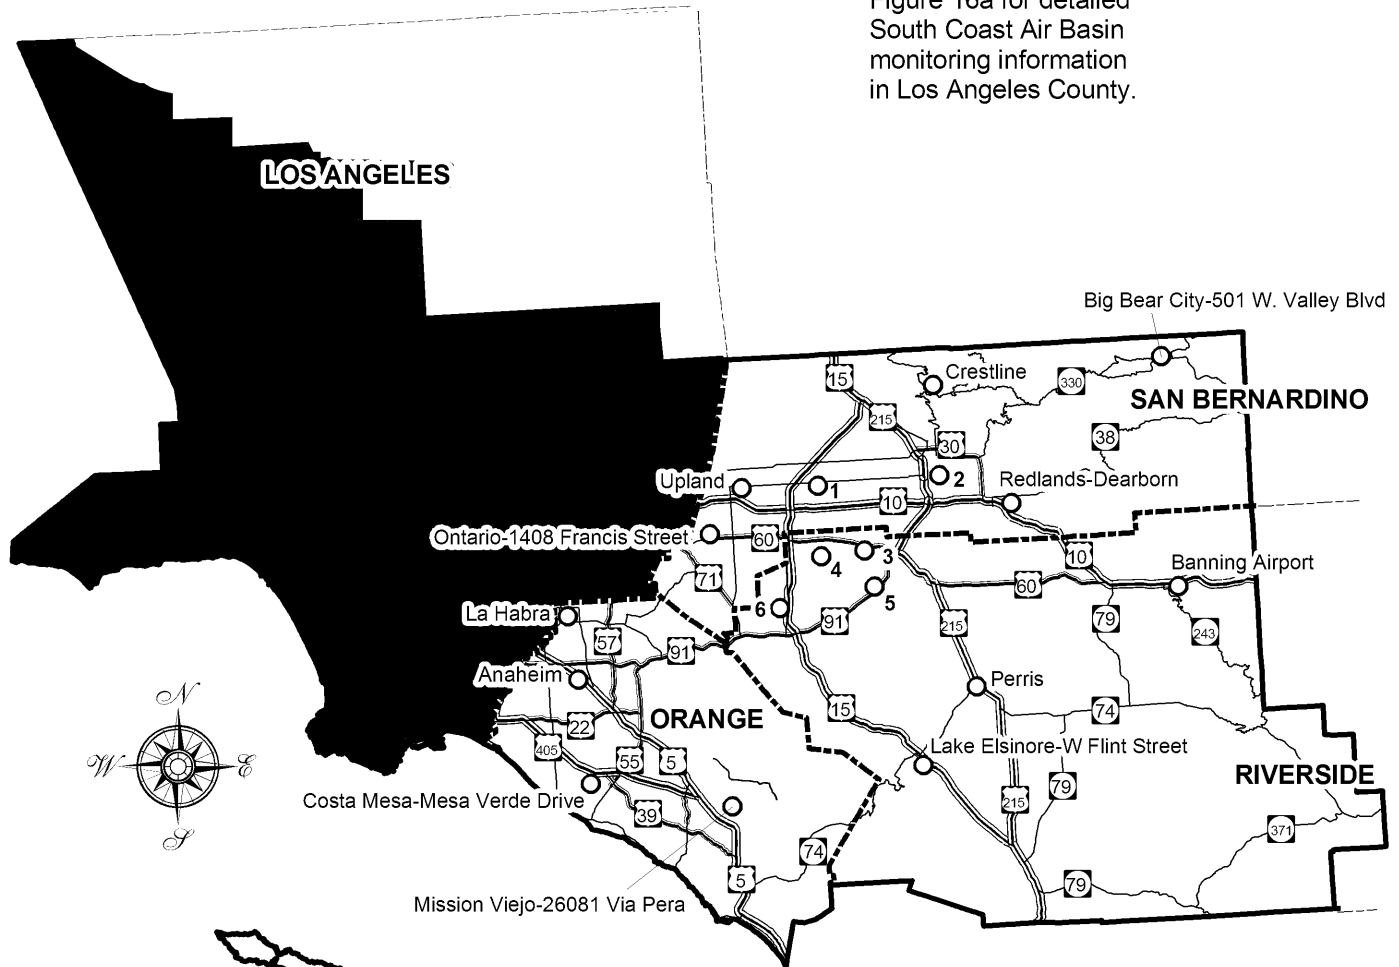 Figure 16a for detailed
South Coast Air Basin
monitoring information
in Los Angeles County.
LOS ANGELES
Big Bear City-501 W. Valley Blvd
15
Crestline
330
SAN BERNARDINO
215
38
30
Upland
1
2
Redlands-Dearborn
10
Ontario-1408 Francis Street
60
3
10
4
Banning Airport
71
60
5
La Habra
6
91
79
215
243
57
91
Anaheim
Perris
15
74
ORANGE
22
405
Lake Elsinore-W Flint Street
55
5
RIVERSIDE
79
Costa Mesa-Mesa Verde Drive
215
39
371
74
5
79
Mission Viejo-26081 Via Pera
N
W
E
S